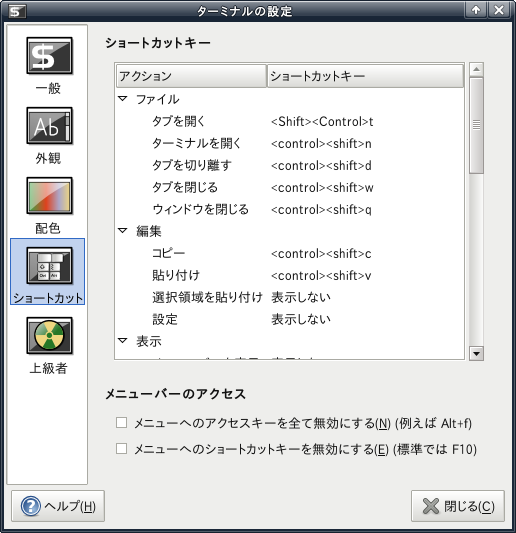 ターミナルの設定
一般
外観
配色
ショートカット
上級者
ショートカットキー
アクション ショートカットキー
ファイル
タブを開く <Shift><Control>t
ターミナルを開く <control><shift>n
タブを切り離す <control><shift>d
タブを閉じる <control><shift>w
ウィンドウを閉じる <control><shift>q
編集
コピー <control><shift>c
貼り付け <control><shift>v
選択領域を貼り付け 表示しない
設定 表示しない
表示
メニューバーのアクセス
メニューへのアクセスキーを全て無効にする(N) (例えば Alt+f)
メニューへのショートカットキーを無効にする(E) (標準では F10)
ヘルプ(H) 閉じる(C)